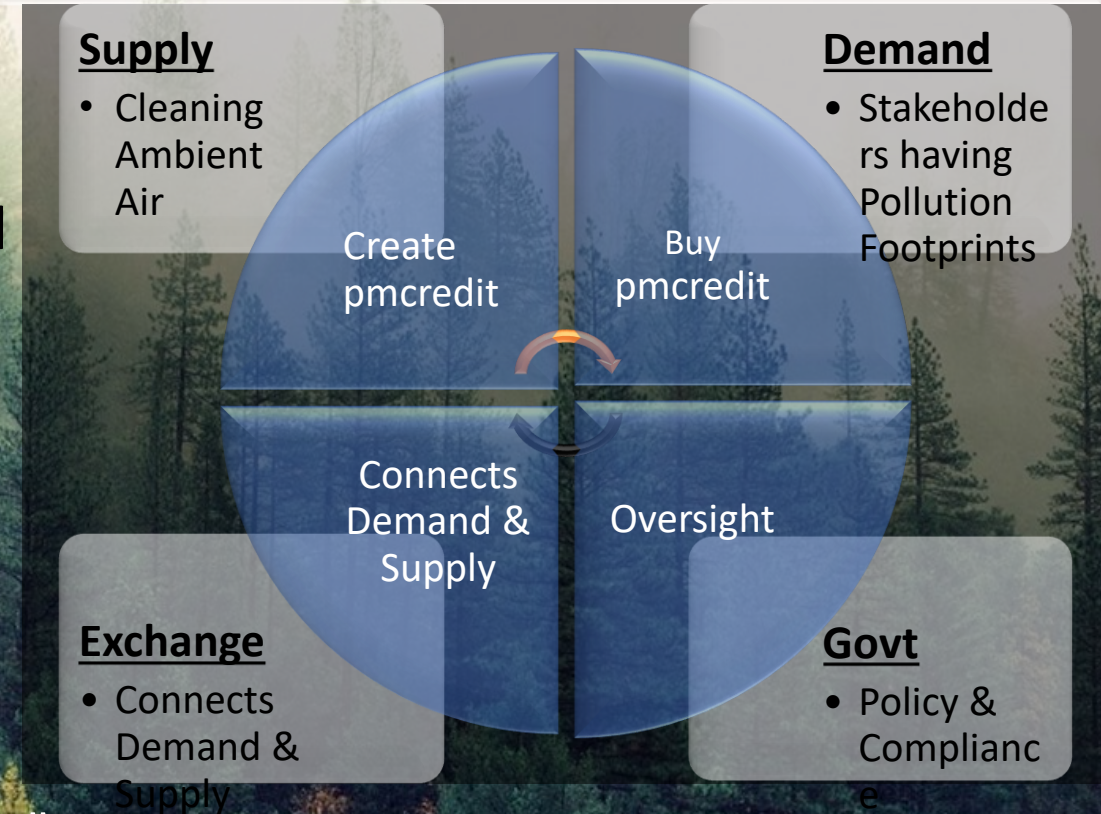 Supply
• Cleaning
Ambient
Air
Demand
• Stakeholde
rs having
Pollution
Footprints
Create
pmcredit
Buy
pmcredit
Connects
Demand &
Supply
Oversight
Exchange
• Connects
Demand &
Supply
Govt
• Policy &
Complianc
e